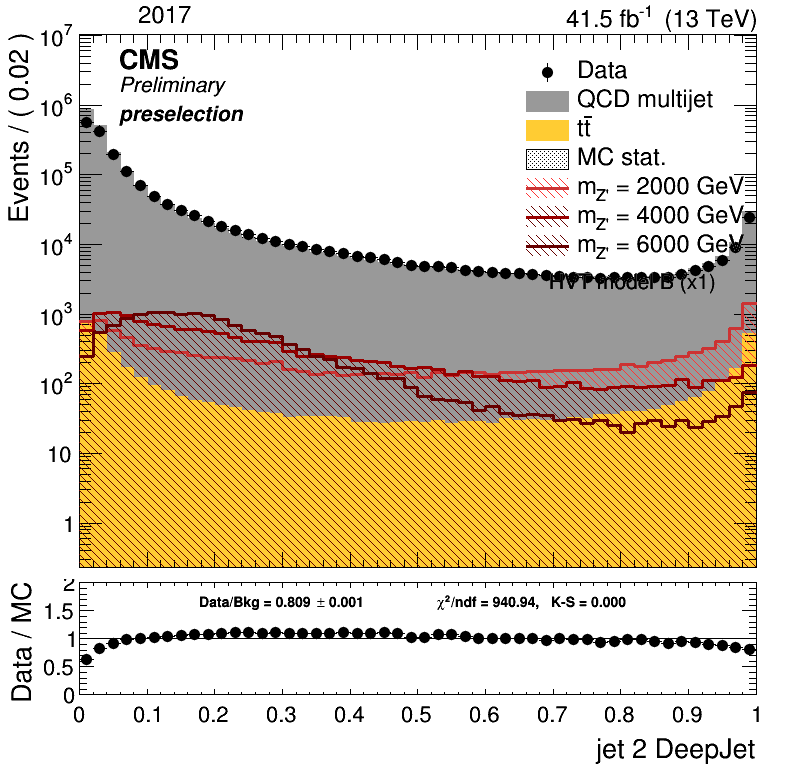 2017
41.5 fb⁻¹ (13 TeV)
CMS
Preliminary
preselection
Data
QCD multijet
tt̄
MC stat.
m_Z' = 2000 GeV
m_Z' = 4000 GeV
m_Z' = 6000 GeV
HVT model B (x1)
Events / ( 0.02 )
10⁷
10⁶
10⁵
10⁴
10³
10²
10
1
Data/Bkg = 0.809 ± 0.001
χ²/ndf = 940.94, K-S = 0.000
Data / MC
2
1.5
1
0.5
0
0 0.1 0.2 0.3 0.4 0.5 0.6 0.7 0.8 0.9 1
jet 2 DeepJet